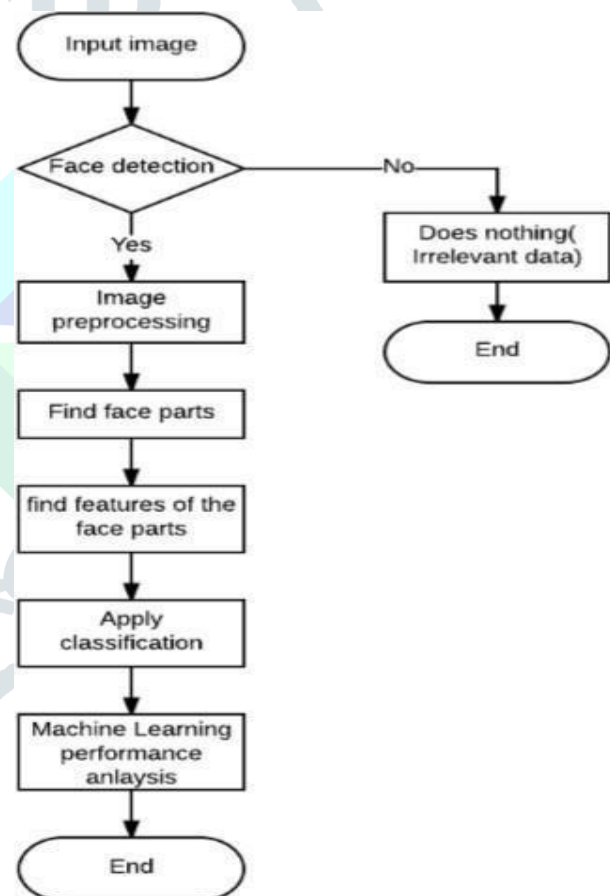 Input image
Face detection
No
Yes
Does nothing(
Irrelevant data)
Image
preprocessing
End
Find face parts
find features of the
face parts
Apply
classification
Machine Learning
performance
anlaysis
End